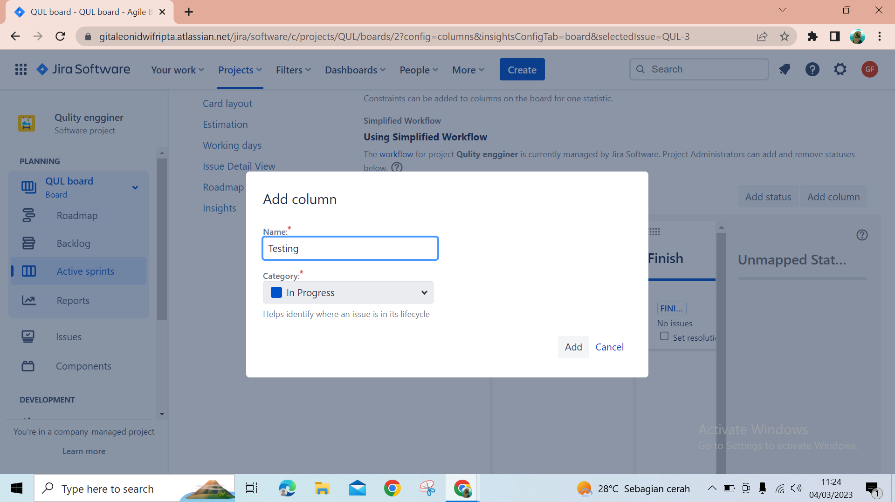 QUL board - QUL board - Agile
gitaleonidwifripta.atlassian.net/jira/software/c/projects/QUL/boards/2?config=columns&insightsConfigTab=board&selectedIssue=QUL-3
Jira Software Your work Projects Filters Dashboards People More Create Search GF
Qulity engginer
Software project
PLANNING
QUL board
Board
Roadmap
Backlog
Active sprints
Reports
Issues
Components
DEVELOPMENT
You're in a company-managed project
Learn more
Card layout
Estimation
Working days
Issue Detail View
Roadmap
Insights
Constraints can be added to columns on the board for one statistic.
Simplified Workflow
Using Simplified Workflow
The workflow for project Qulity engginer is currently managed by Jira Software. Project Administrators can add and remove statuses
below.
Add status Add column
Add column
Name:*
Testing
Category:*
In Progress
Helps identify where an issue is in its lifecycle
Add Cancel
Finish
FINI...
No issues
Set resoluti
Unmapped Stat...
Activate Windows
Go to Settings to activate Windows.
Type here to search
28°C Sebagian cerah
11:24
04/03/2023
1